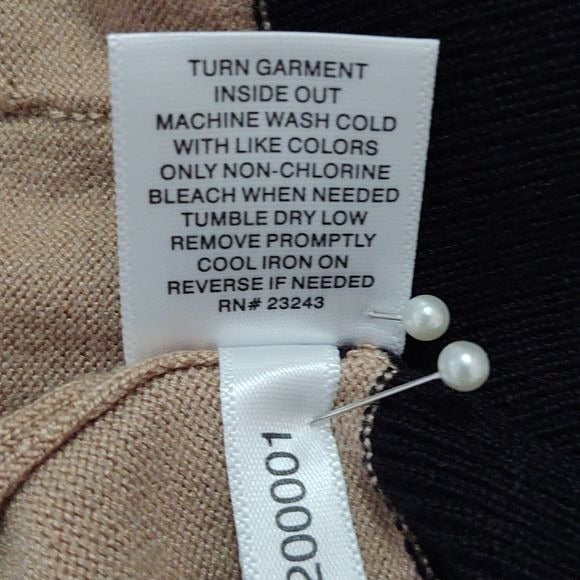 TURN GARMENT
INSIDE OUT
MACHINE WASH COLD
WITH LIKE COLORS
ONLY NON-CHLORINE
BLEACH WHEN NEEDED
TUMBLE DRY LOW
REMOVE PROMPTLY
COOL IRON ON
REVERSE IF NEEDED
RN# 23243
200001